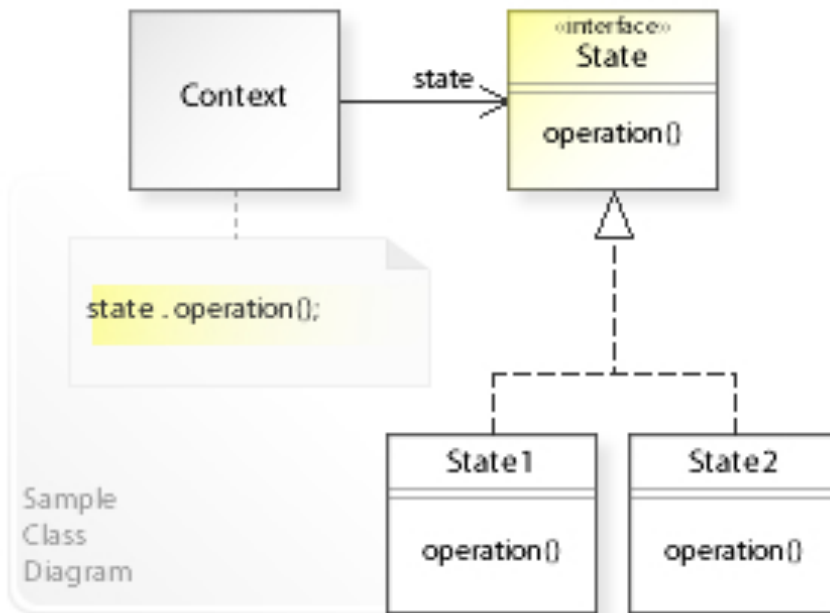 Context
state
«interface»
State
operation()
state . operation();
State1
operation()
State2
operation()
Sample
Class
Diagram